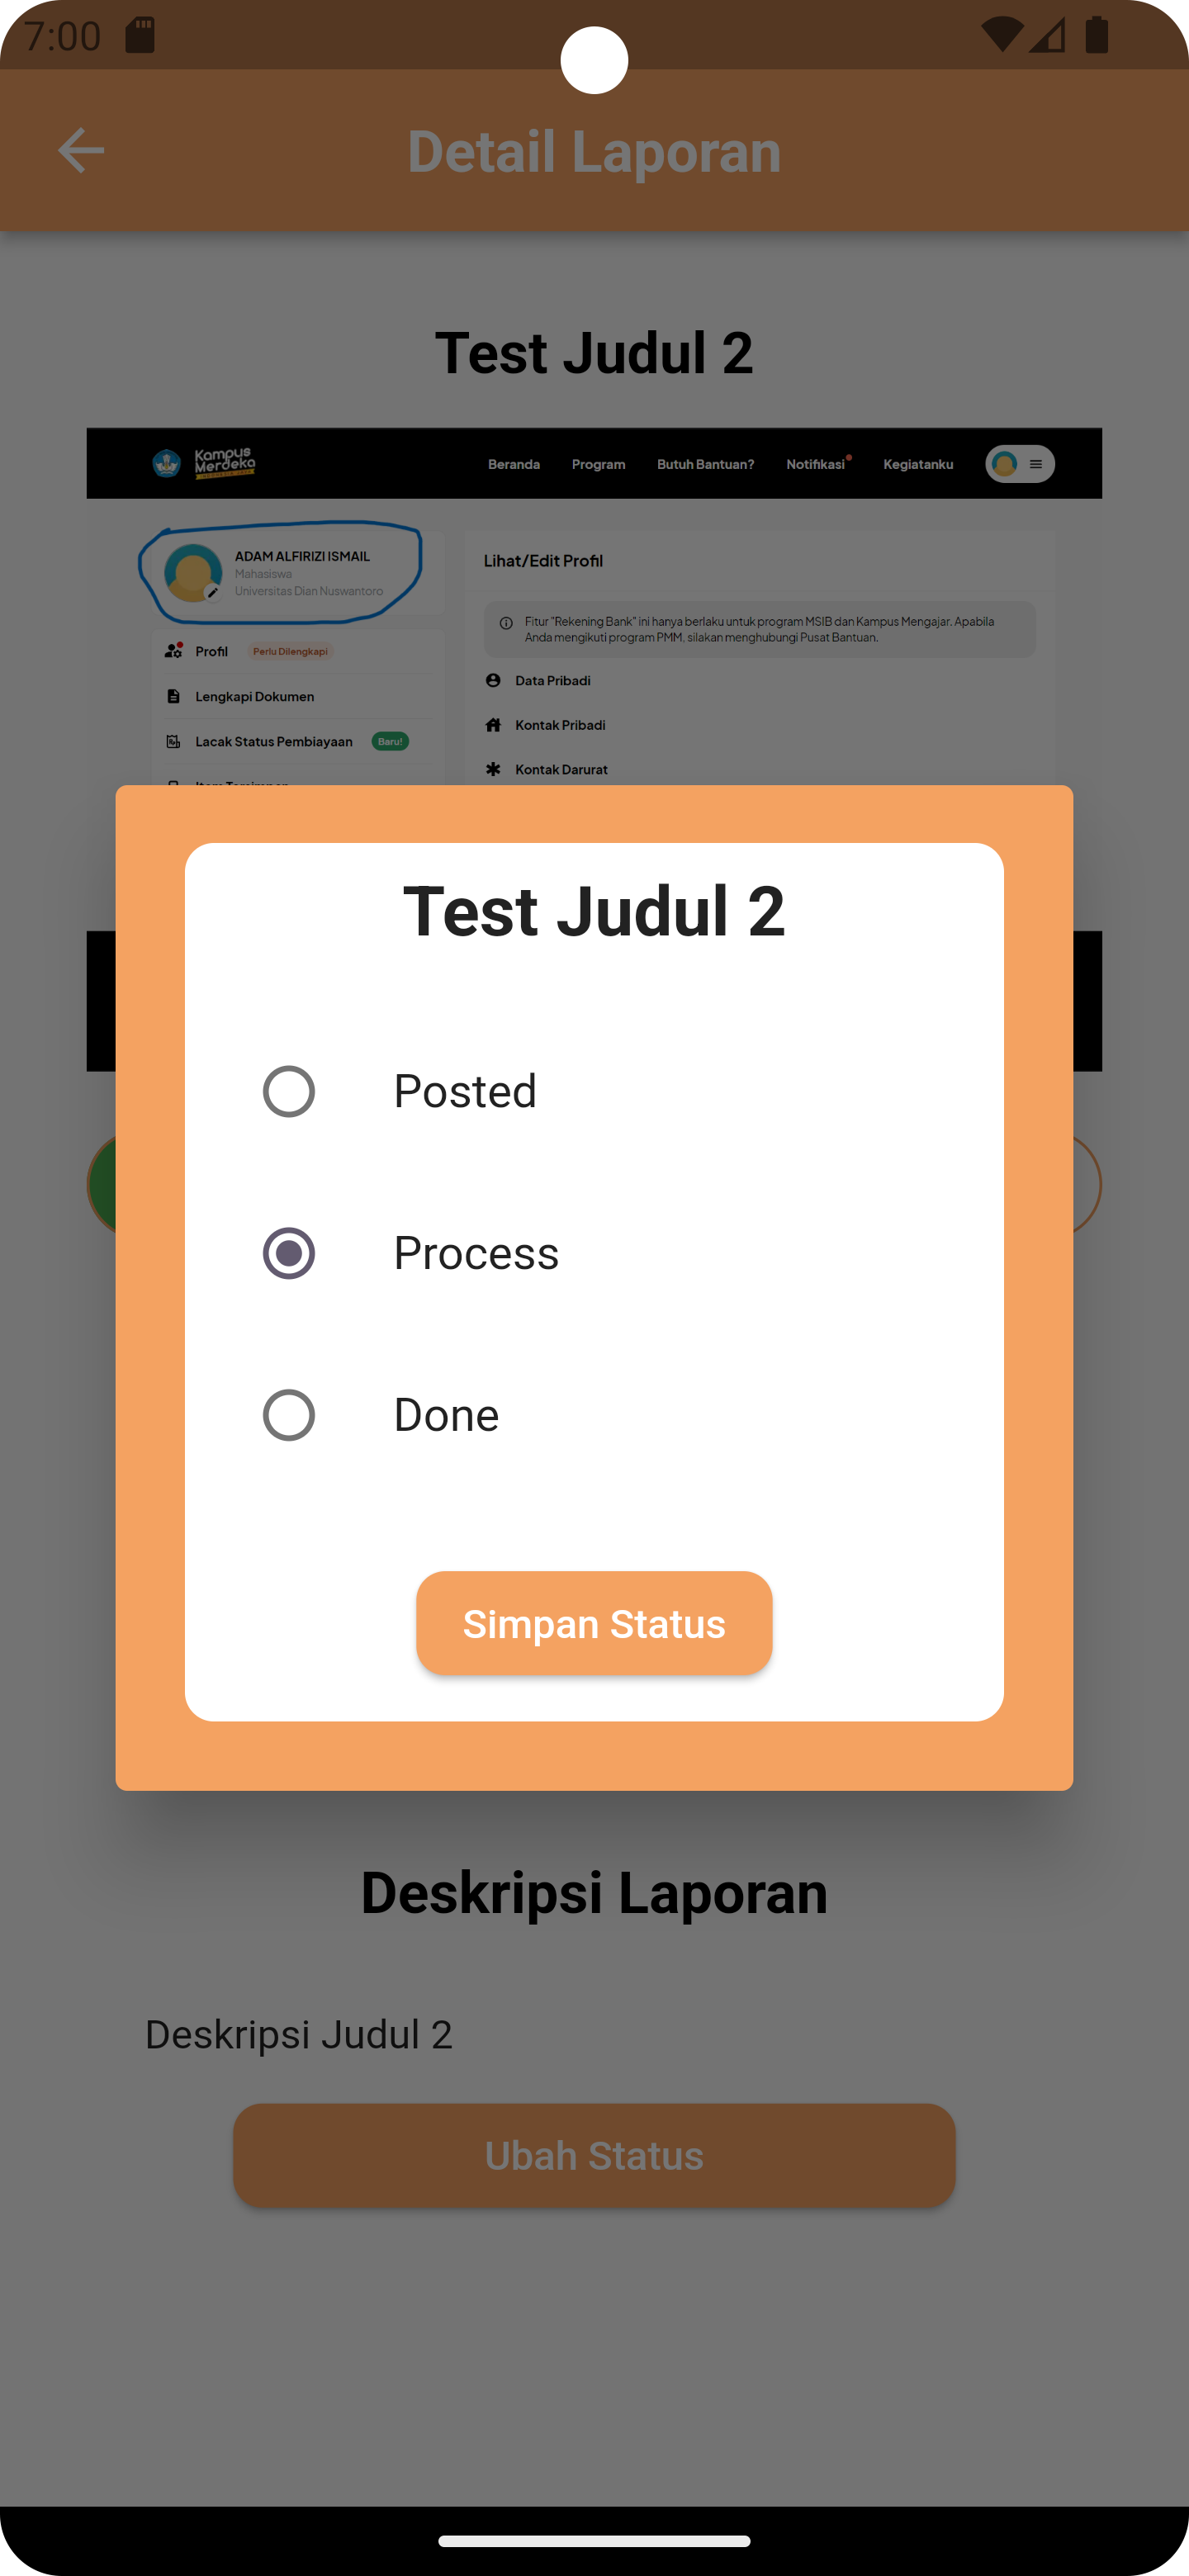 7:00
Detail Laporan
Test Judul 2
Kampus
Merdeka
Beranda
Program
Butuh Bantuan?
Notifikasi
Kegiatanku
ADAM ALFIRIZI ISMAIL
Mahasiswa
Universitas Dian Nuswantoro
Lihat/Edit Profil
Fitur "Rekening Bank" ini hanya berlaku untuk program MSIB dan Kampus Mengajar. Apabila
Anda mengikuti program PMM, silakan menghubungi Pusat Bantuan.
Profil
Perlu Dilengkapi
Lengkapi Dokumen
Lacak Status Pembiayaan
Baru!
Data Pribadi
Kontak Pribadi
Kontak Darurat
Test Judul 2
Posted
Process
Done
Simpan Status
Deskripsi Laporan
Deskripsi Judul 2
Ubah Status